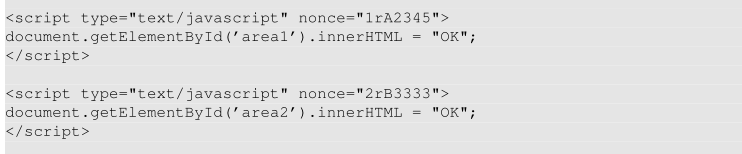 <script type="text/javascript" nonce="1rA2345">
document.getElementById(’area1’).innerHTML = "OK";
</script>
<script type="text/javascript" nonce="2rB3333">
document.getElementById(’area2’).innerHTML = "OK";
</script>